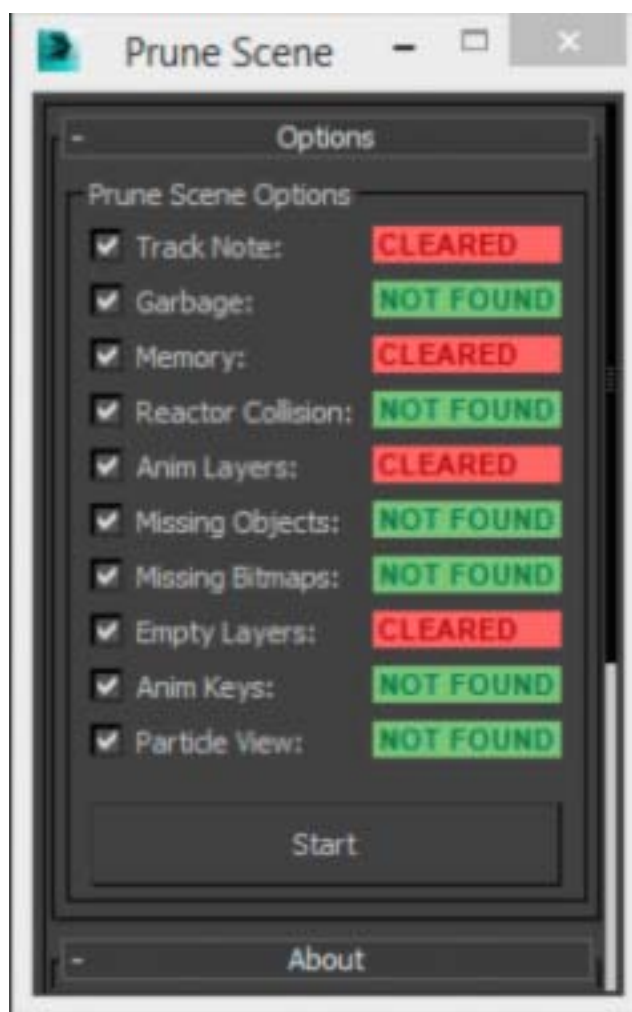 Prune Scene
- Options
Prune Scene Options
Track Note: CLEARED
Garbage: NOT FOUND
Memory: CLEARED
Reactor Collision: NOT FOUND
Anim Layers: CLEARED
Missing Objects: NOT FOUND
Missing Bitmaps: NOT FOUND
Empty Layers: CLEARED
Anim Keys: NOT FOUND
Particle View: NOT FOUND
Start
- About